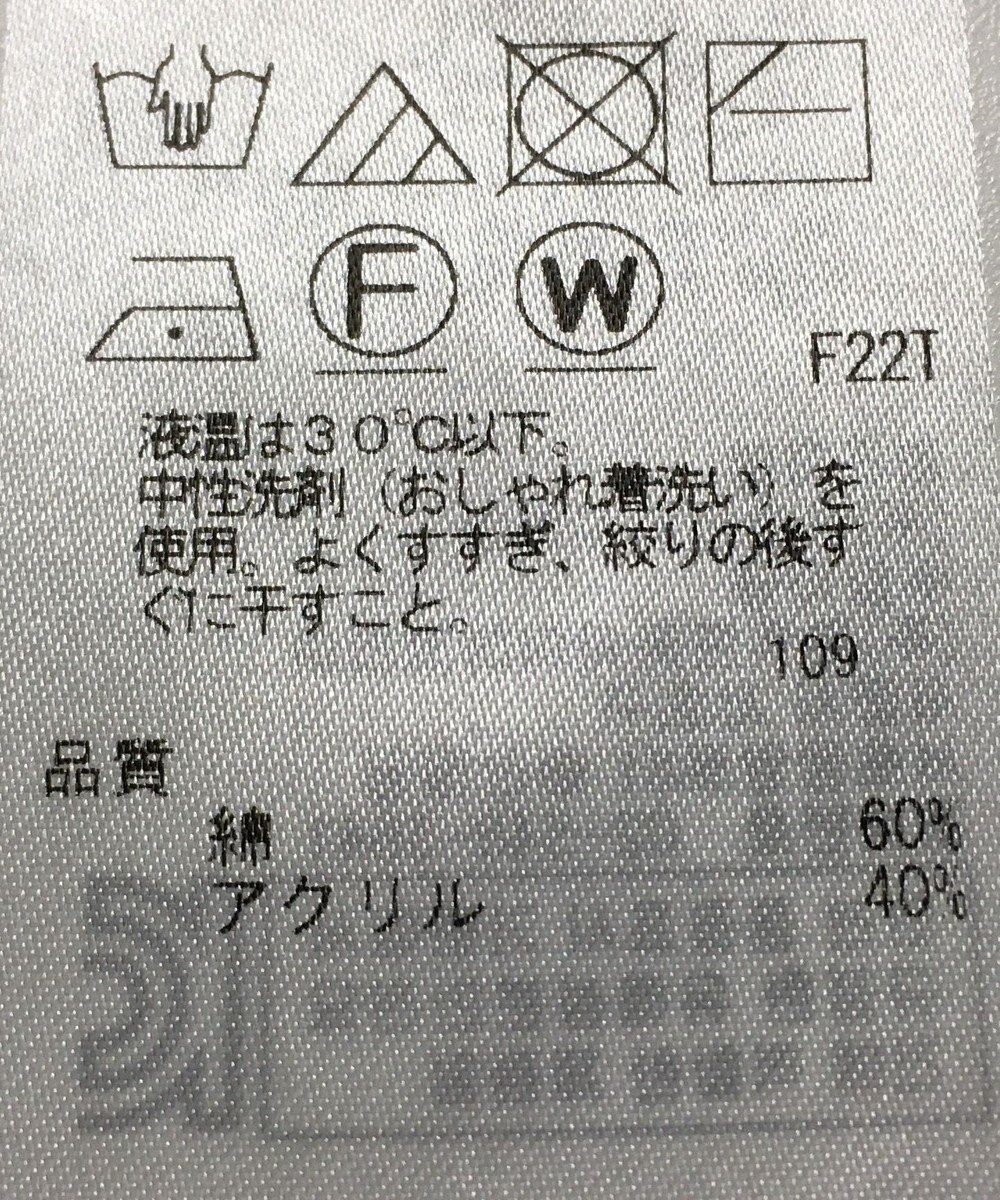 F
W
F22T
液温は30℃以下。
中性洗剤(おしゃれ着洗い)を
使用。よくすすぎ、絞りの後す
ぐに干すこと。
109
品質
綿 60%
アクリル 40%